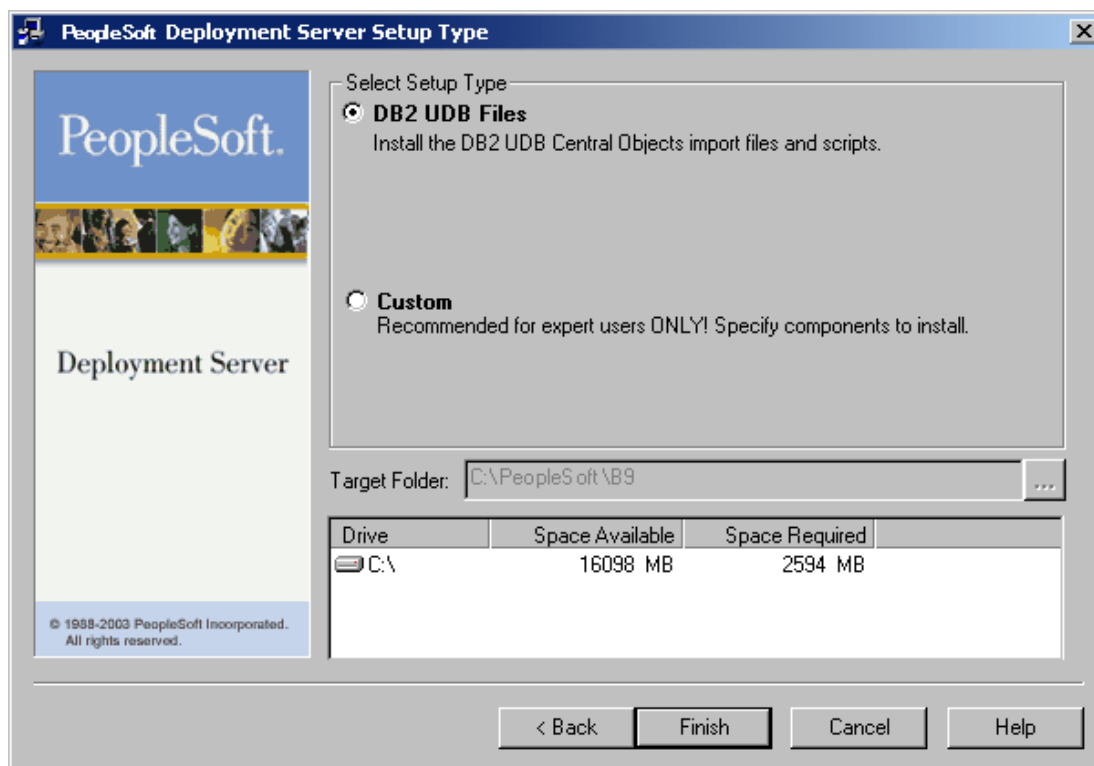 PeopleSoft Deployment Server Setup Type
PeopleSoft.
Deployment Server
© 1988-2003 PeopleSoft Incorporated.
All rights reserved.
Select Setup Type
DB2 UDB Files
Install the DB2 UDB Central Objects import files and scripts.
Custom
Recommended for expert users ONLY! Specify components to install.
Target Folder: C:\PeopleSoft\B9 ...
Drive Space Available Space Required
C:\ 16098 MB 2594 MB
< Back Finish Cancel Help